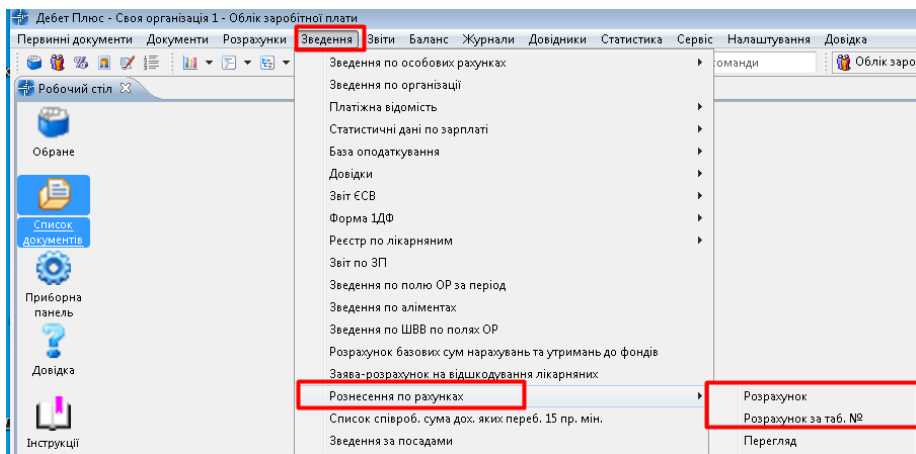 Дебет Плюс - Своя організація 1 - Облік заробітної плати
Первинні документи Документи Розрахунки Зведення Звіти Баланс Журнали Довідники Статистика Сервіс Налаштування Довідка
оманди Облік заро
Робочий стіл
Обране
Список
документів
Приборна
панель
Довідка
Інструкції
Зведення по особових рахунках
Зведення по організації
Платіжна відомість
Статистичні дані по зарплаті
База оподаткування
Довідки
Звіт ЄСВ
Форма 1ДФ
Реєстр по лікарняним
Звіт по ЗП
Зведення по полю ОР за період
Зведення по аліментах
Зведення по ШВВ по полях ОР
Розрахунок базових сум нарахувань та утримань до фондів
Заява-розрахунок на відшкодування лікарняних
Рознесення по рахунках
Список співроб. сума дох. яких переб. 15 пр. мін.
Зведення за посадами
Розрахунок
Розрахунок за таб. №
Перегляд